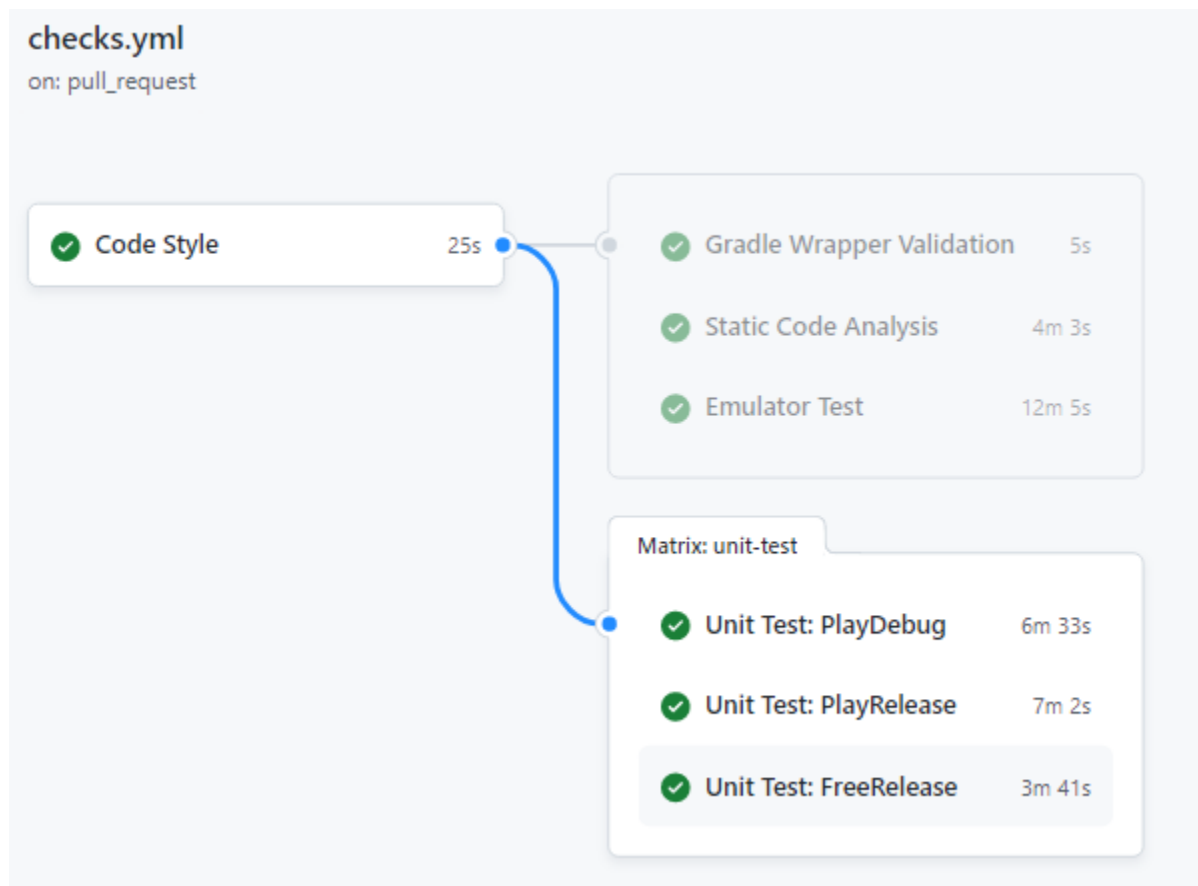 checks.yml
on: pull_request
Code Style 25s
Gradle Wrapper Validation 5s
Static Code Analysis 4m 3s
Emulator Test 12m 5s
Matrix: unit-test
Unit Test: PlayDebug 6m 33s
Unit Test: PlayRelease 7m 2s
Unit Test: FreeRelease 3m 41s